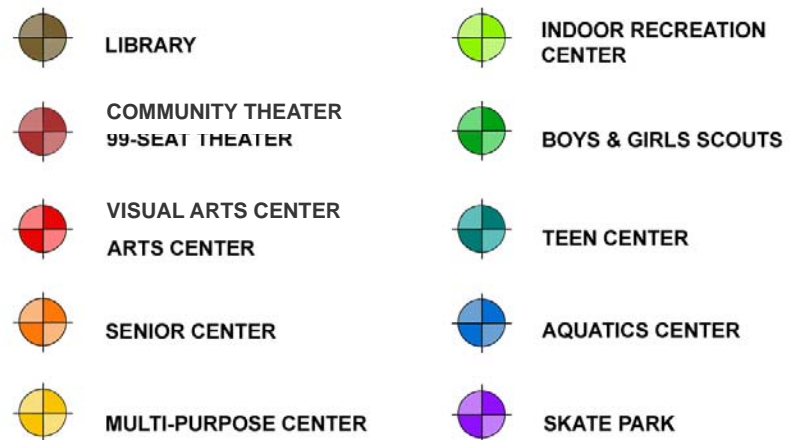 LIBRARY
COMMUNITY THEATER
99-SEAT THEATER
VISUAL ARTS CENTER
ARTS CENTER
SENIOR CENTER
MULTI-PURPOSE CENTER
INDOOR RECREATION
CENTER
BOYS & GIRLS SCOUTS
TEEN CENTER
AQUATICS CENTER
SKATE PARK